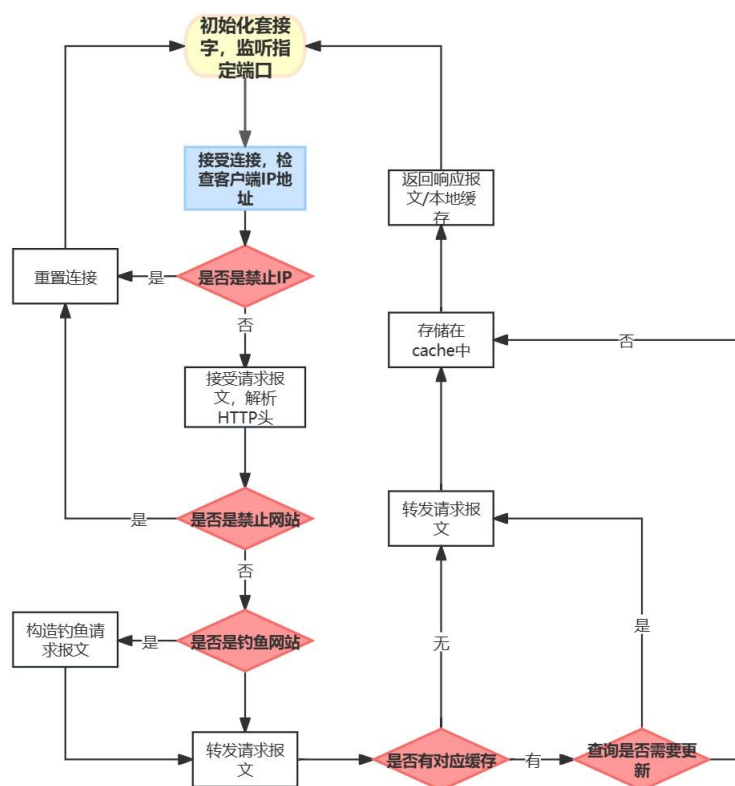 初始化套接
字，监听指
定端口
接受连接，检
查客户端IP地
址
返回响应报
文/本地缓
存
重置连接
是
是否是禁止IP
否
存储在
cache中
否
接受请求报
文，解析
HTTP头
是
是否是禁止网站
转发请求报
文
否
构造钓鱼请
求报文
是
是否是钓鱼网站
无
是
转发请求报
文
是否有对应缓存
有
查询是否需要更
新